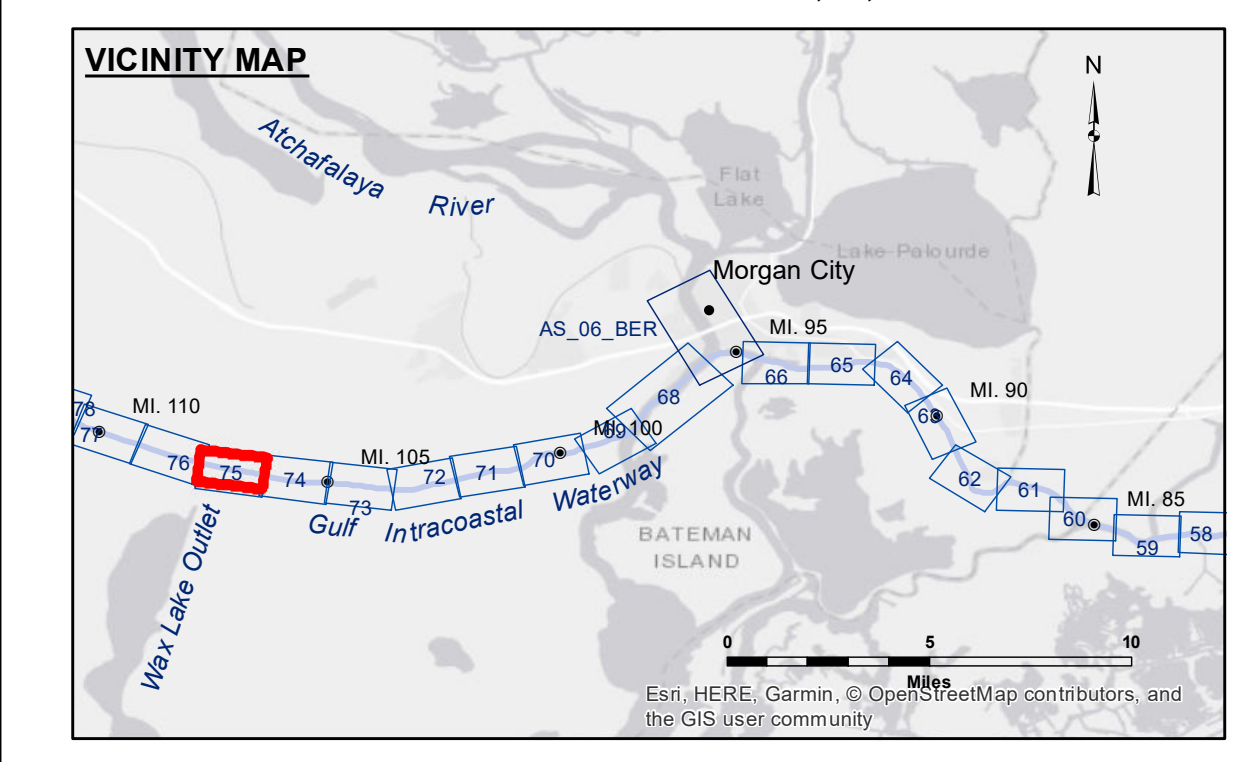 VICINITY MAP
N
Atchafalaya
River
Flat
Lake
Lake Palourde
Morgan City
AS_06_BER
MI. 95
66
65
64
68
MI. 90
63
78
77
MI. 110
69
MI. 100
76
75
74
MI. 105
73
72
71
70
62
61
60
MI. 85
59
58
Gulf Intracoastal Waterway
Wax Lake Outlet
BATEMAN
ISLAND
0 5 10
Miles
Esri, HERE, Garmin, © OpenStreetMap contributors, and
the GIS user community